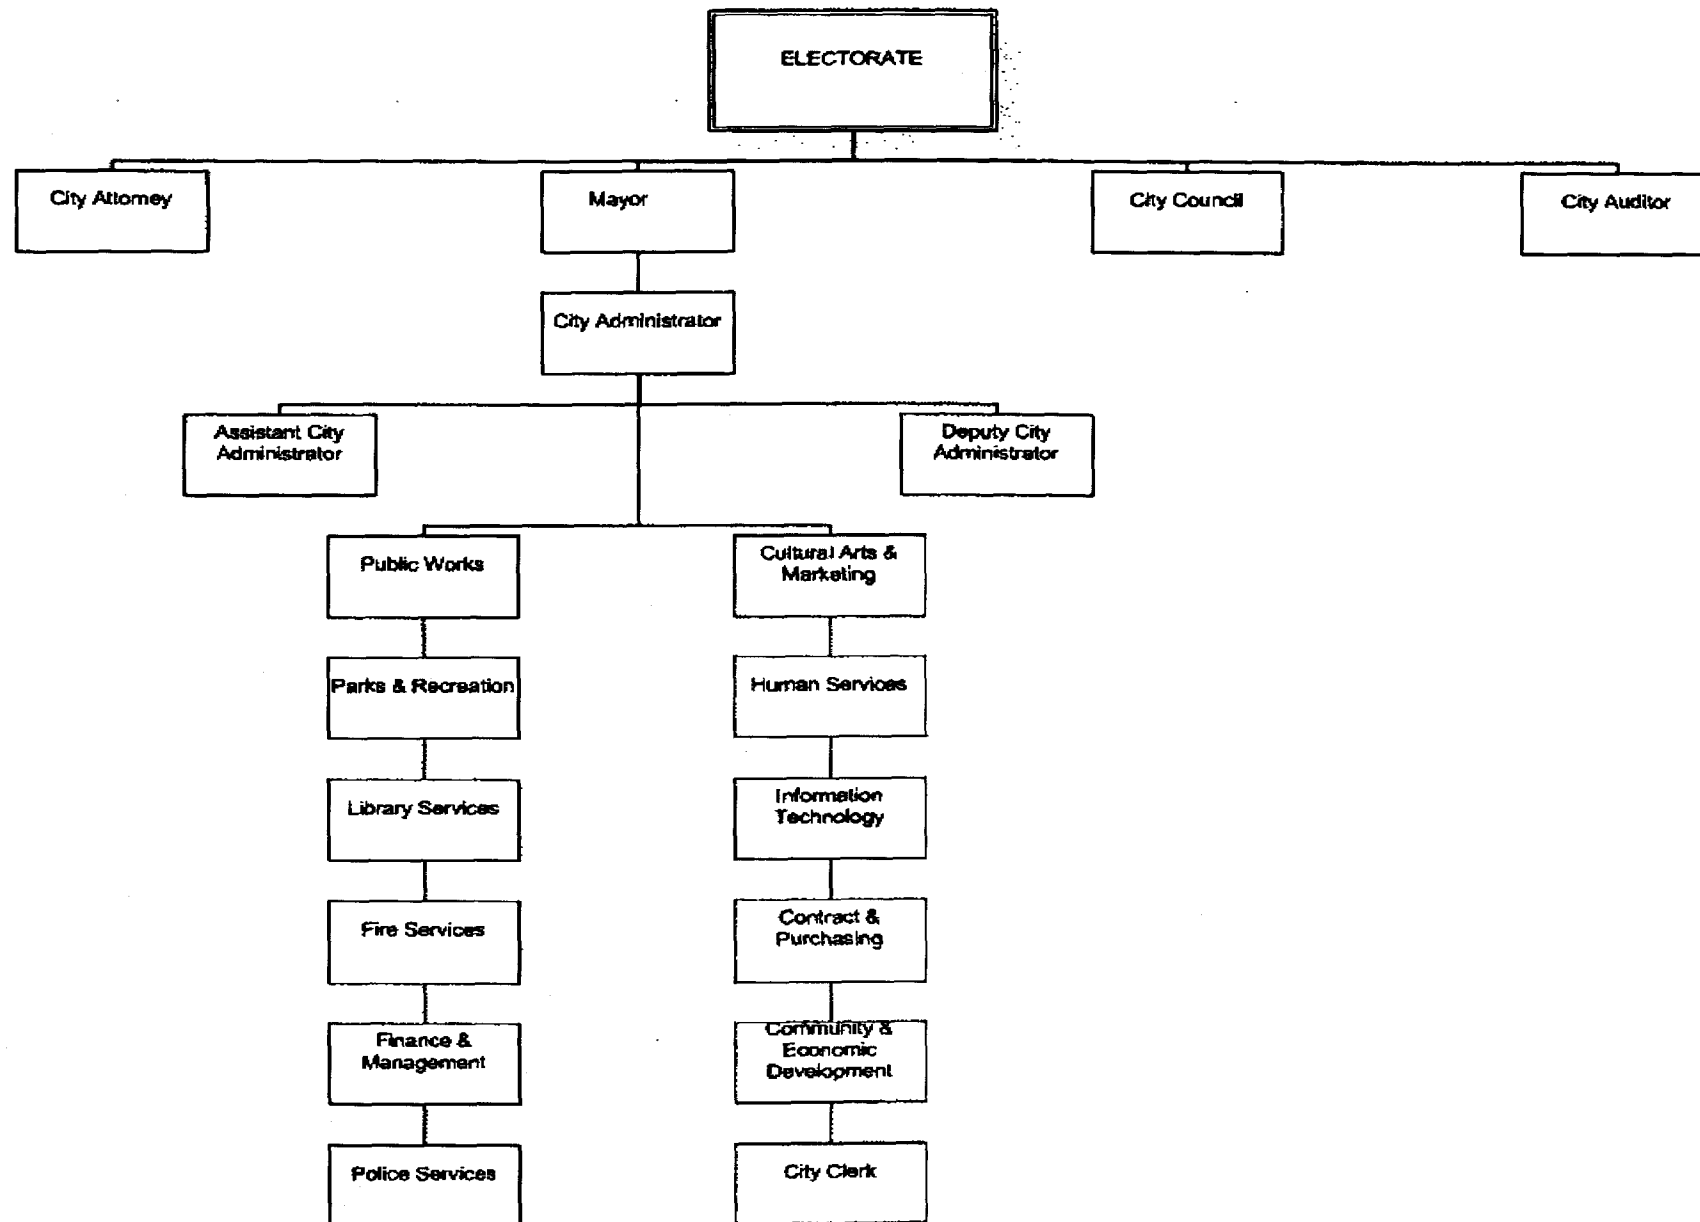 ELECTORATE
City Attorney
Mayor
City Council
City Auditor
City Administrator
Assistant City
Administrator
Deputy City
Administrator
Public Works
Cultural Arts &
Marketing
Parks & Recreation
Human Services
Library Services
Information
Technology
Fire Services
Contract &
Purchasing
Finance &
Management
Community &
Economic
Development
Police Services
City Clerk